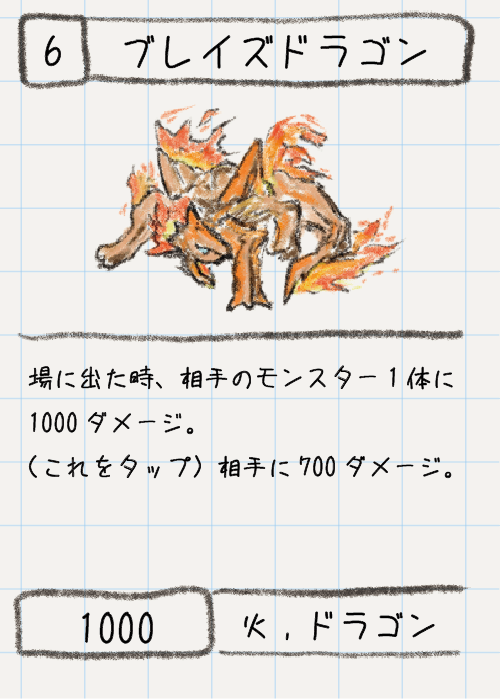 6 ブレイズドラゴン
場に出た時、相手のモンスター1体に
1000ダメージ。
(これをタップ)相手に700ダメージ。
1000 火,ドラゴン